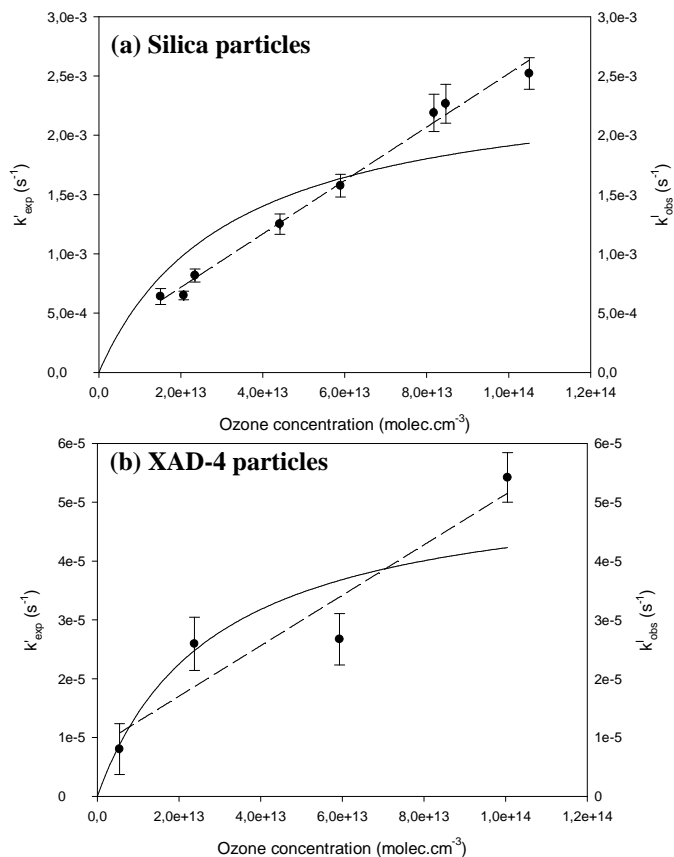 (a) Silica particles
3,0e-3 3,0e-3
2,5e-3 2,5e-3
2,0e-3 2,0e-3
1,5e-3 1,5e-3
1,0e-3 1,0e-3
5,0e-4 5,0e-4
0,0 0,0
k'exp (s-1)
kIobs (s-1)
0,0 2,0e+13 4,0e+13 6,0e+13 8,0e+13 1,0e+14 1,2e+14
Ozone concentration (molec.cm-3)
(b) XAD-4 particles
6e-5 6e-5
5e-5 5e-5
4e-5 4e-5
3e-5 3e-5
2e-5 2e-5
1e-5 1e-5
0 0
k'exp (s-1)
kIobs (s-1)
0,0 2,0e+13 4,0e+13 6,0e+13 8,0e+13 1,0e+14 1,2e+14
Ozone concentration (molec.cm-3)